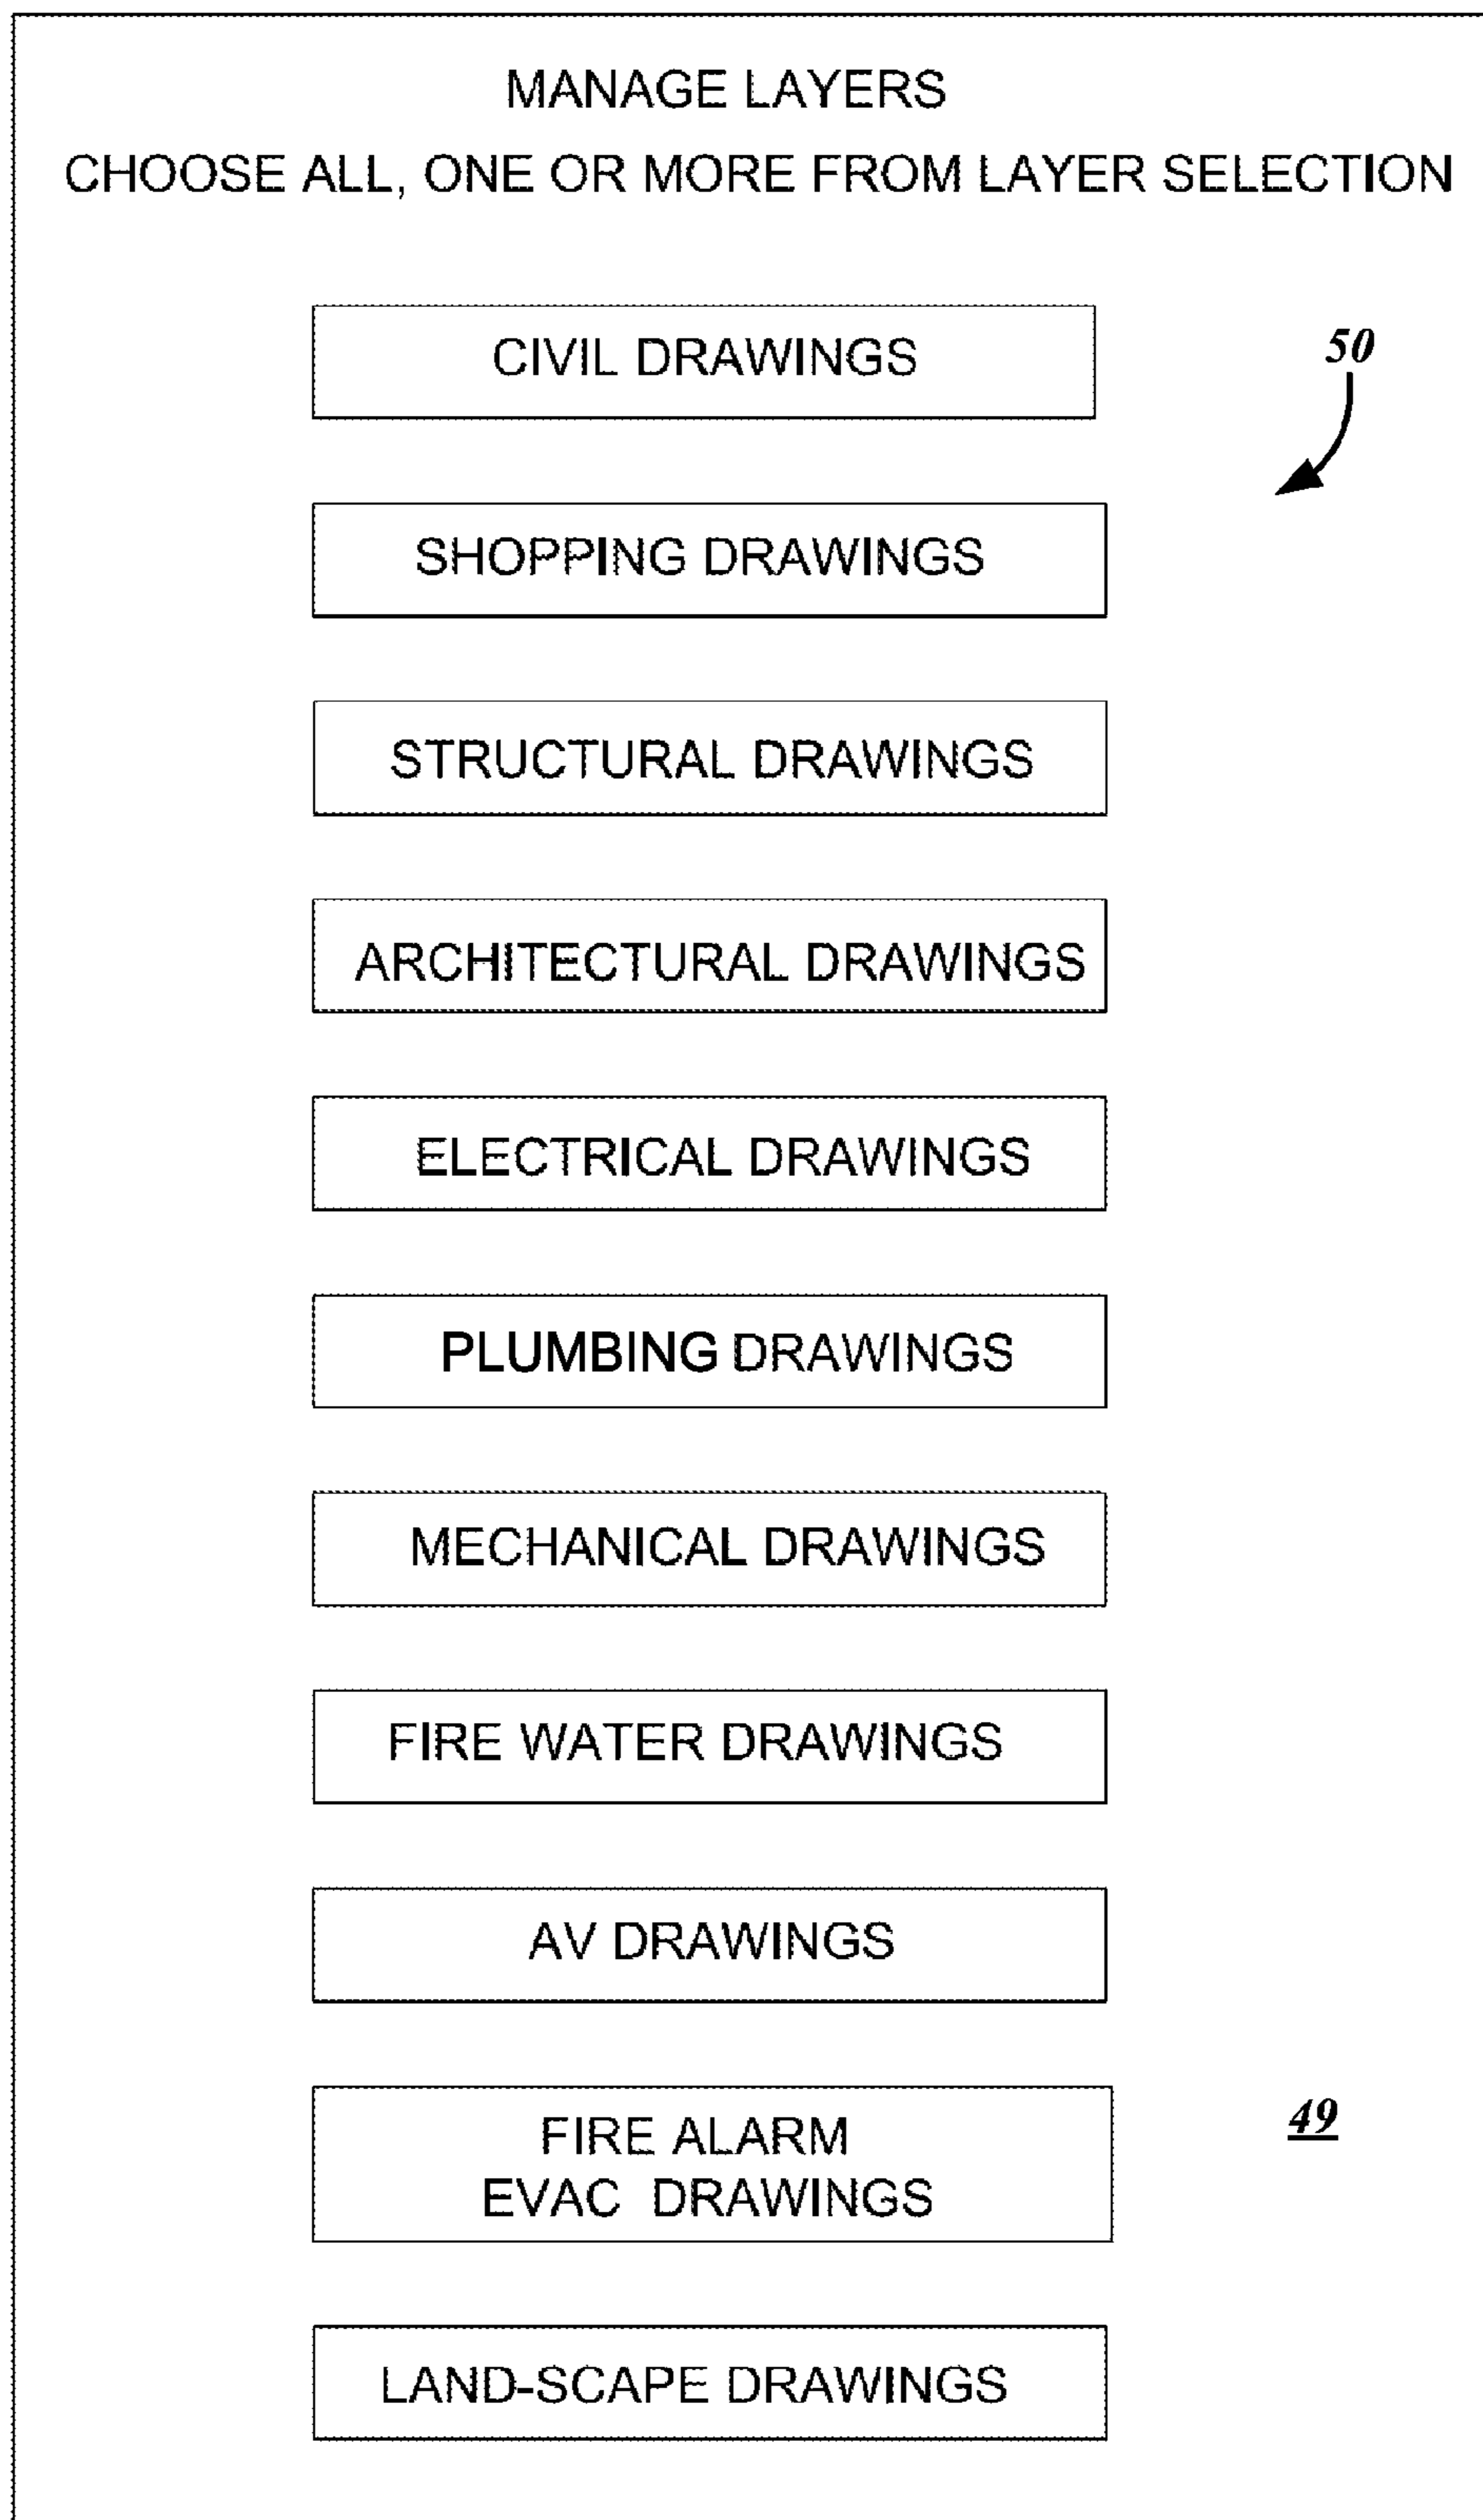 MANAGE LAYERS
CHOOSE ALL, ONE OR MORE FROM LAYER SELECTION
CIVIL DRAWINGS
50
SHOPPING DRAWINGS
STRUCTURAL DRAWINGS
ARCHITECTURAL DRAWINGS
ELECTRICAL DRAWINGS
PLUMBING DRAWINGS
MECHANICAL DRAWINGS
FIRE WATER DRAWINGS
AV DRAWINGS
FIRE ALARM
EVAC DRAWINGS
49
LAND-SCAPE DRAWINGS